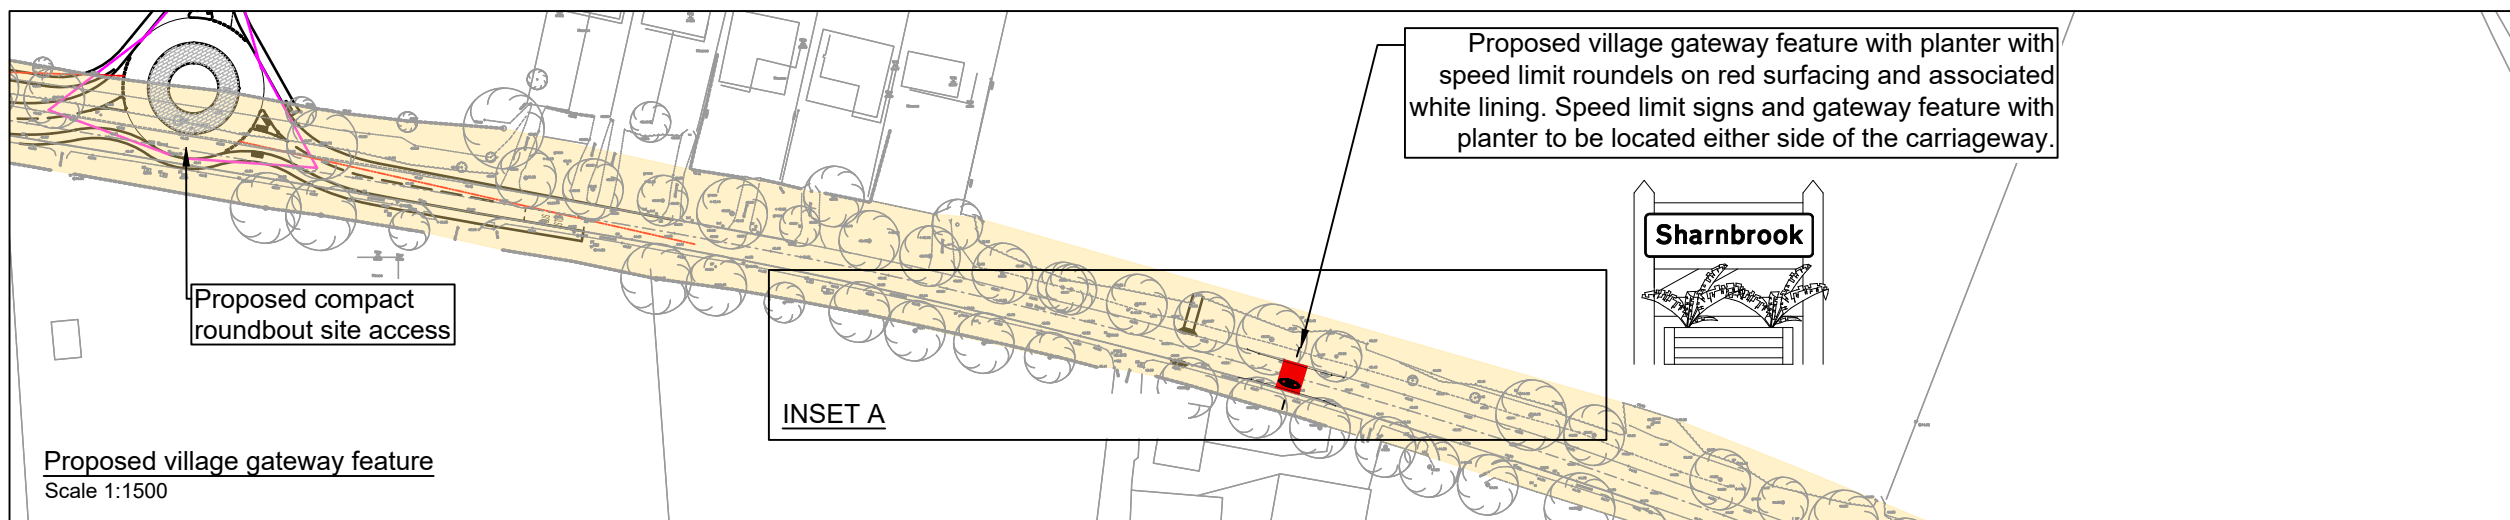 Proposed village gateway feature with planter with
speed limit roundels on red surfacing and associated
white lining. Speed limit signs and gateway feature with
planter to be located either side of the carriageway.
Sharnbrook
Proposed compact
roundbout site access
INSET A
Proposed village gateway feature
Scale 1:1500